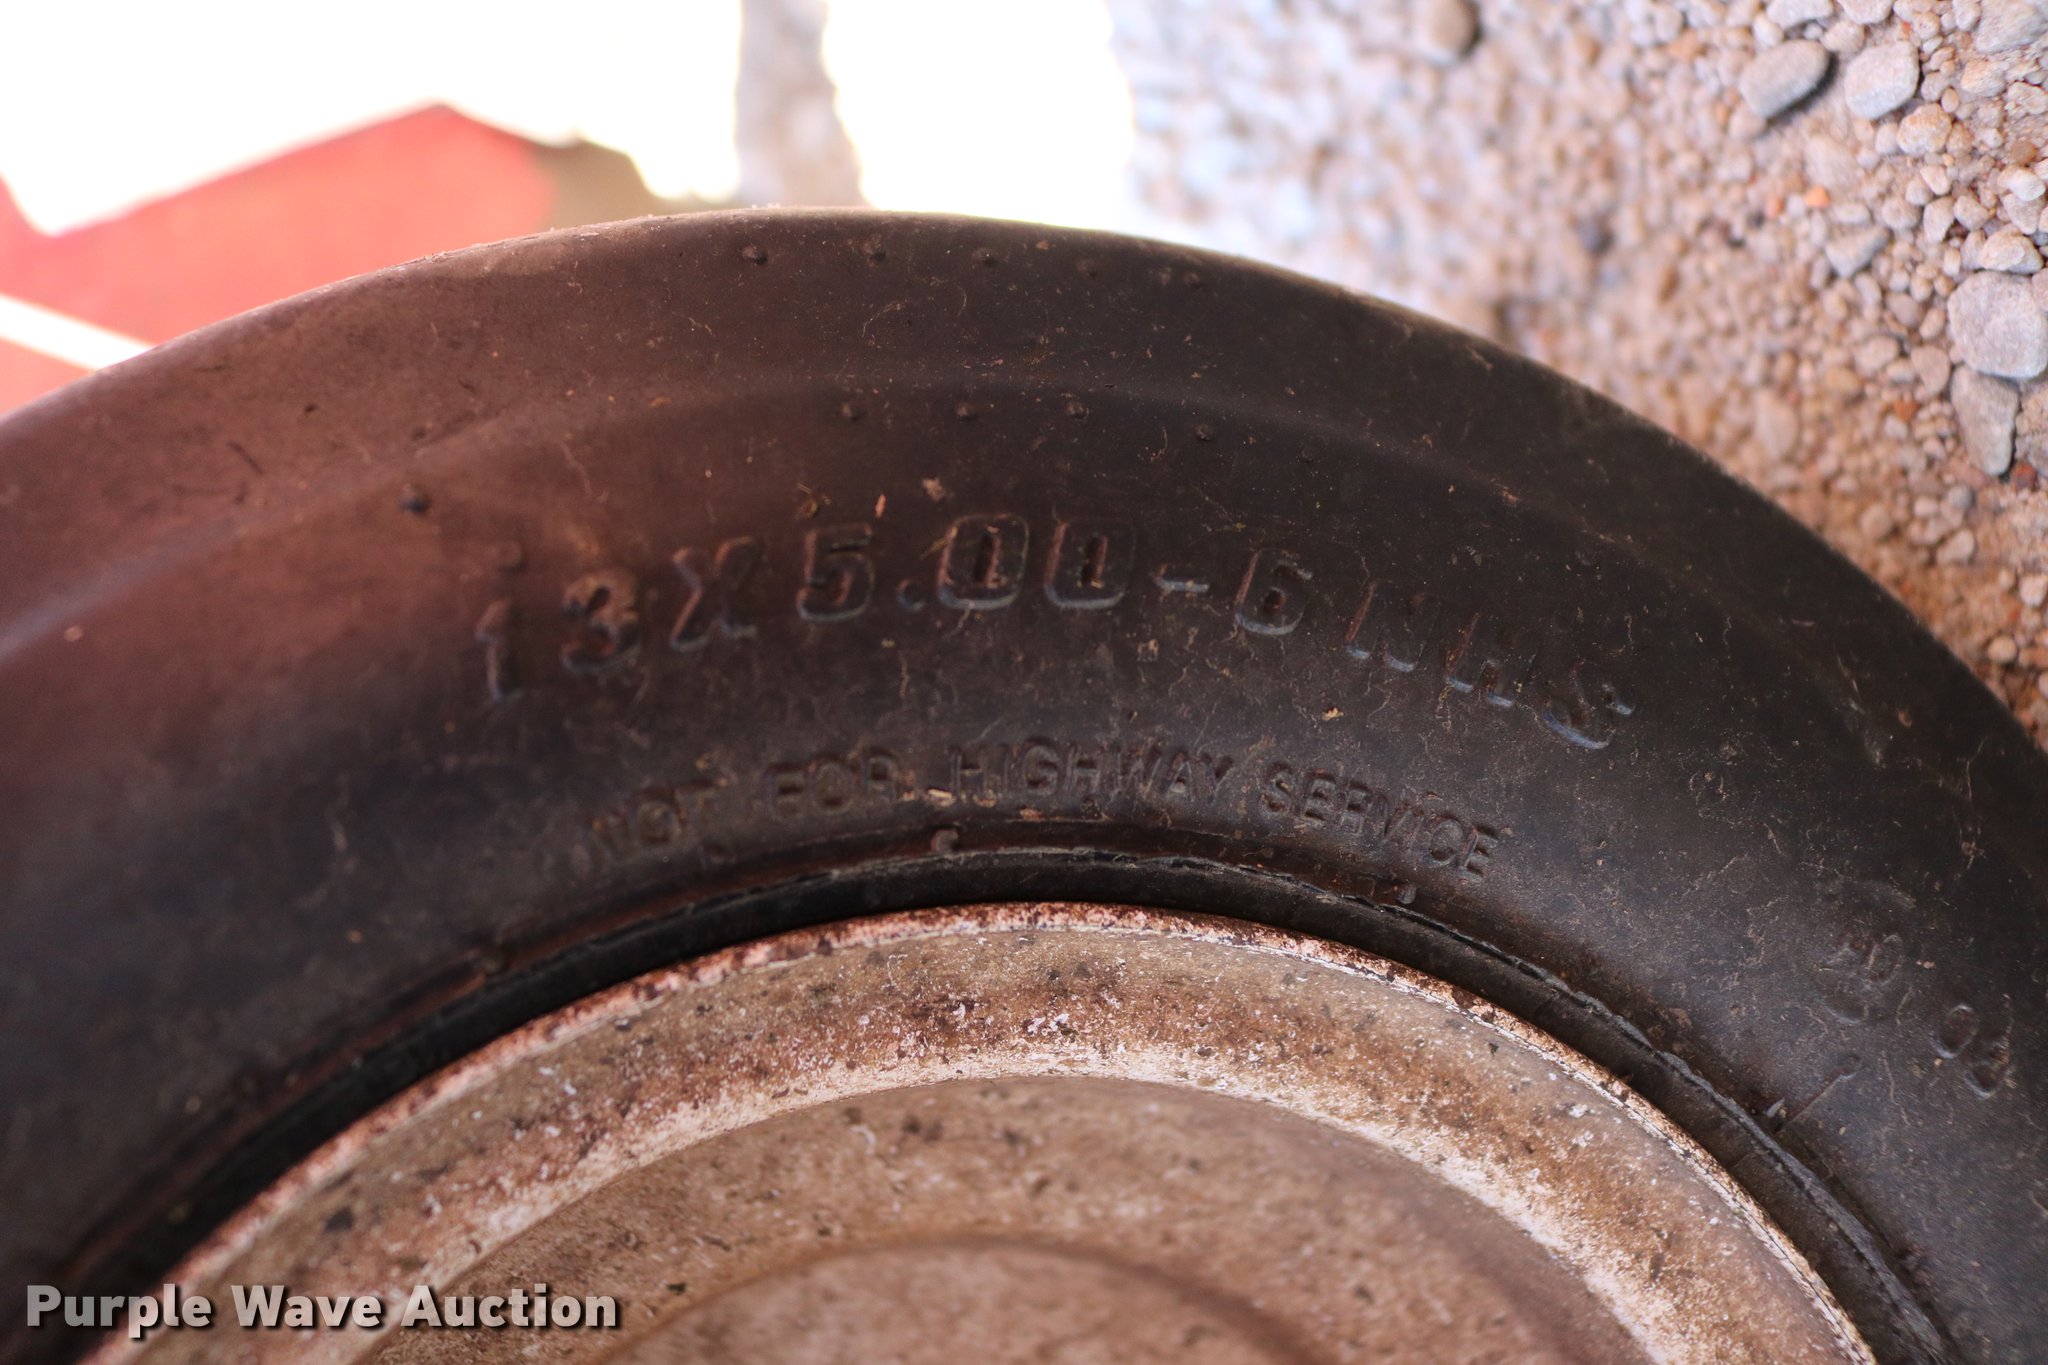 13X5.00-6 NHS
NOT FOR HIGHWAY SERVICE
Purple Wave Auction